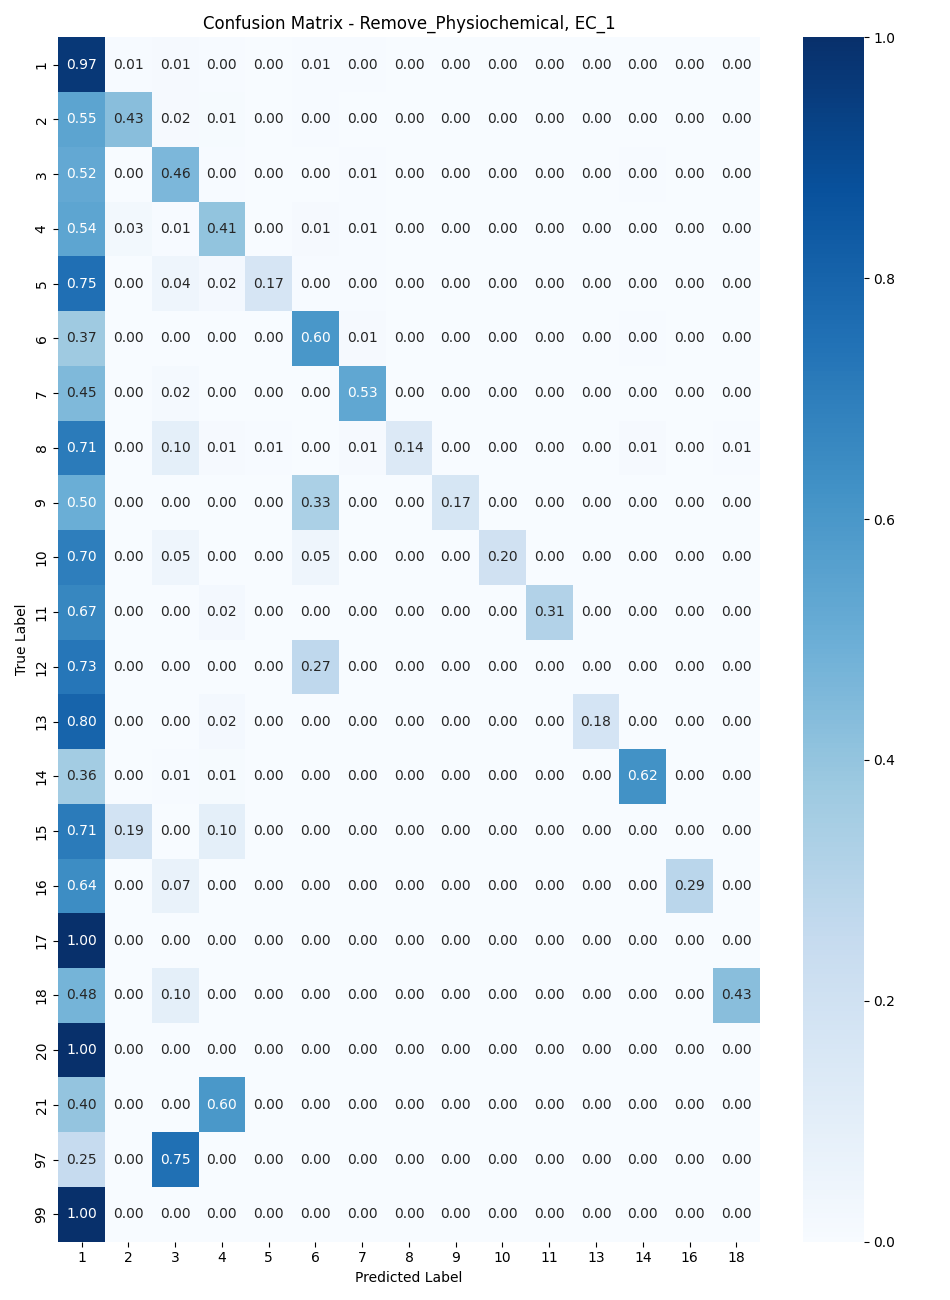 Confusion Matrix - Remove_Physiochemical, EC_1
1 0.97 0.01 0.01 0.00 0.00 0.01 0.00 0.00 0.00 0.00 0.00 0.00 0.00 0.00 0.00
2 0.55 0.43 0.02 0.01 0.00 0.00 0.00 0.00 0.00 0.00 0.00 0.00 0.00 0.00 0.00
3 0.52 0.00 0.46 0.00 0.00 0.00 0.01 0.00 0.00 0.00 0.00 0.00 0.00 0.00 0.00
4 0.54 0.03 0.01 0.41 0.00 0.01 0.01 0.00 0.00 0.00 0.00 0.00 0.00 0.00 0.00
5 0.75 0.00 0.04 0.02 0.17 0.00 0.00 0.00 0.00 0.00 0.00 0.00 0.00 0.00 0.00
6 0.37 0.00 0.00 0.00 0.00 0.60 0.01 0.00 0.00 0.00 0.00 0.00 0.00 0.00 0.00
7 0.45 0.00 0.02 0.00 0.00 0.00 0.53 0.00 0.00 0.00 0.00 0.00 0.00 0.00 0.00
8 0.71 0.00 0.10 0.01 0.01 0.00 0.01 0.14 0.00 0.00 0.00 0.00 0.01 0.00 0.01
9 0.50 0.00 0.00 0.00 0.00 0.33 0.00 0.00 0.17 0.00 0.00 0.00 0.00 0.00 0.00
10 0.70 0.00 0.05 0.00 0.00 0.05 0.00 0.00 0.00 0.20 0.00 0.00 0.00 0.00 0.00
11 0.67 0.00 0.00 0.02 0.00 0.00 0.00 0.00 0.00 0.00 0.31 0.00 0.00 0.00 0.00
12 0.73 0.00 0.00 0.00 0.00 0.27 0.00 0.00 0.00 0.00 0.00 0.00 0.00 0.00 0.00
13 0.80 0.00 0.00 0.02 0.00 0.00 0.00 0.00 0.00 0.00 0.00 0.18 0.00 0.00 0.00
14 0.36 0.00 0.01 0.01 0.00 0.00 0.00 0.00 0.00 0.00 0.00 0.00 0.62 0.00 0.00
15 0.71 0.19 0.00 0.10 0.00 0.00 0.00 0.00 0.00 0.00 0.00 0.00 0.00 0.00 0.00
16 0.64 0.00 0.07 0.00 0.00 0.00 0.00 0.00 0.00 0.00 0.00 0.00 0.00 0.29 0.00
17 1.00 0.00 0.00 0.00 0.00 0.00 0.00 0.00 0.00 0.00 0.00 0.00 0.00 0.00 0.00
18 0.48 0.00 0.10 0.00 0.00 0.00 0.00 0.00 0.00 0.00 0.00 0.00 0.00 0.00 0.43
20 1.00 0.00 0.00 0.00 0.00 0.00 0.00 0.00 0.00 0.00 0.00 0.00 0.00 0.00 0.00
21 0.40 0.00 0.00 0.60 0.00 0.00 0.00 0.00 0.00 0.00 0.00 0.00 0.00 0.00 0.00
97 0.25 0.00 0.75 0.00 0.00 0.00 0.00 0.00 0.00 0.00 0.00 0.00 0.00 0.00 0.00
99 1.00 0.00 0.00 0.00 0.00 0.00 0.00 0.00 0.00 0.00 0.00 0.00 0.00 0.00 0.00
1 2 3 4 5 6 7 8 9 10 11 13 14 16 18
Predicted Label
True Label
1.0
0.8
0.6
0.4
0.2
0.0